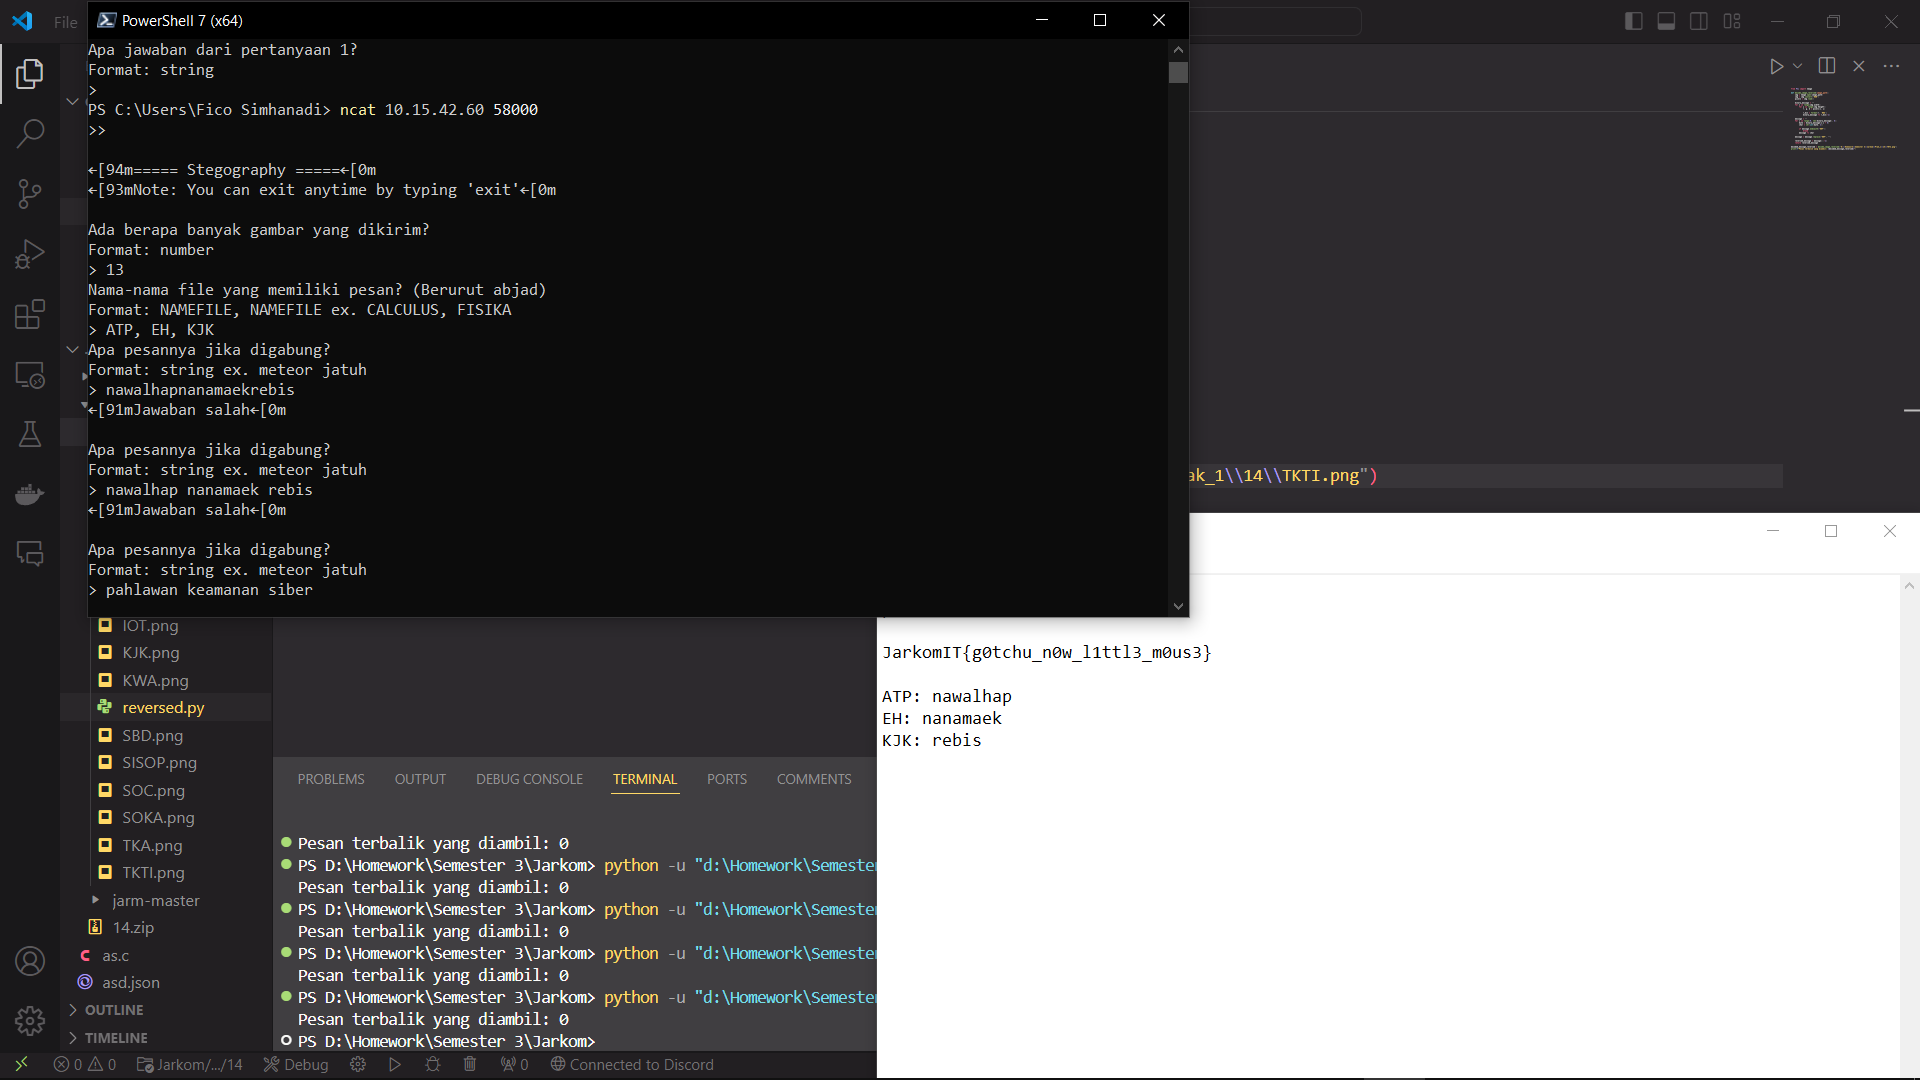 File
PowerShell 7 (x64)
Apa jawaban dari pertanyaan 1?
Format: string
>
PS C:\Users\Fico Simhanadi> ncat 10.15.42.60 58000
>>
←[94m===== Stegography =====←[0m
←[93mNote: You can exit anytime by typing 'exit'←[0m
Ada berapa banyak gambar yang dikirim?
Format: number
> 13
Nama-nama file yang memiliki pesan? (Berurut abjad)
Format: NAMEFILE, NAMEFILE ex. CALCULUS, FISIKA
> ATP, EH, KJK
Apa pesannya jika digabung?
Format: string ex. meteor jatuh
> nawalhapnanamaekrebis
←[91mJawaban salah←[0m
Apa pesannya jika digabung?
Format: string ex. meteor jatuh
> nawalhap nanamaek rebis
←[91mJawaban salah←[0m
Apa pesannya jika digabung?
Format: string ex. meteor jatuh
> pahlawan keamanan siber
ak_1\\14\\TKTI.png")
IOT.png
KJK.png
KWA.png
reversed.py
SBD.png
SISOP.png
SOC.png
SOKA.png
TKA.png
TKTI.png
jarm-master
14.zip
as.c
asd.json
OUTLINE
TIMELINE
PROBLEMS OUTPUT DEBUG CONSOLE TERMINAL PORTS COMMENTS
Pesan terbalik yang diambil: 0
PS D:\Homework\Semester 3\Jarkom> python -u "d:\Homework\Semester
Pesan terbalik yang diambil: 0
PS D:\Homework\Semester 3\Jarkom> python -u "d:\Homework\Semester
Pesan terbalik yang diambil: 0
PS D:\Homework\Semester 3\Jarkom> python -u "d:\Homework\Semester
Pesan terbalik yang diambil: 0
PS D:\Homework\Semester 3\Jarkom> python -u "d:\Homework\Semester
Pesan terbalik yang diambil: 0
PS D:\Homework\Semester 3\Jarkom>
JarkomIT{g0tchu_n0w_l1ttl3_m0us3}
ATP: nawalhap
EH: nanamaek
KJK: rebis
0 0 Jarkom/.../14 Debug 0 Connected to Discord